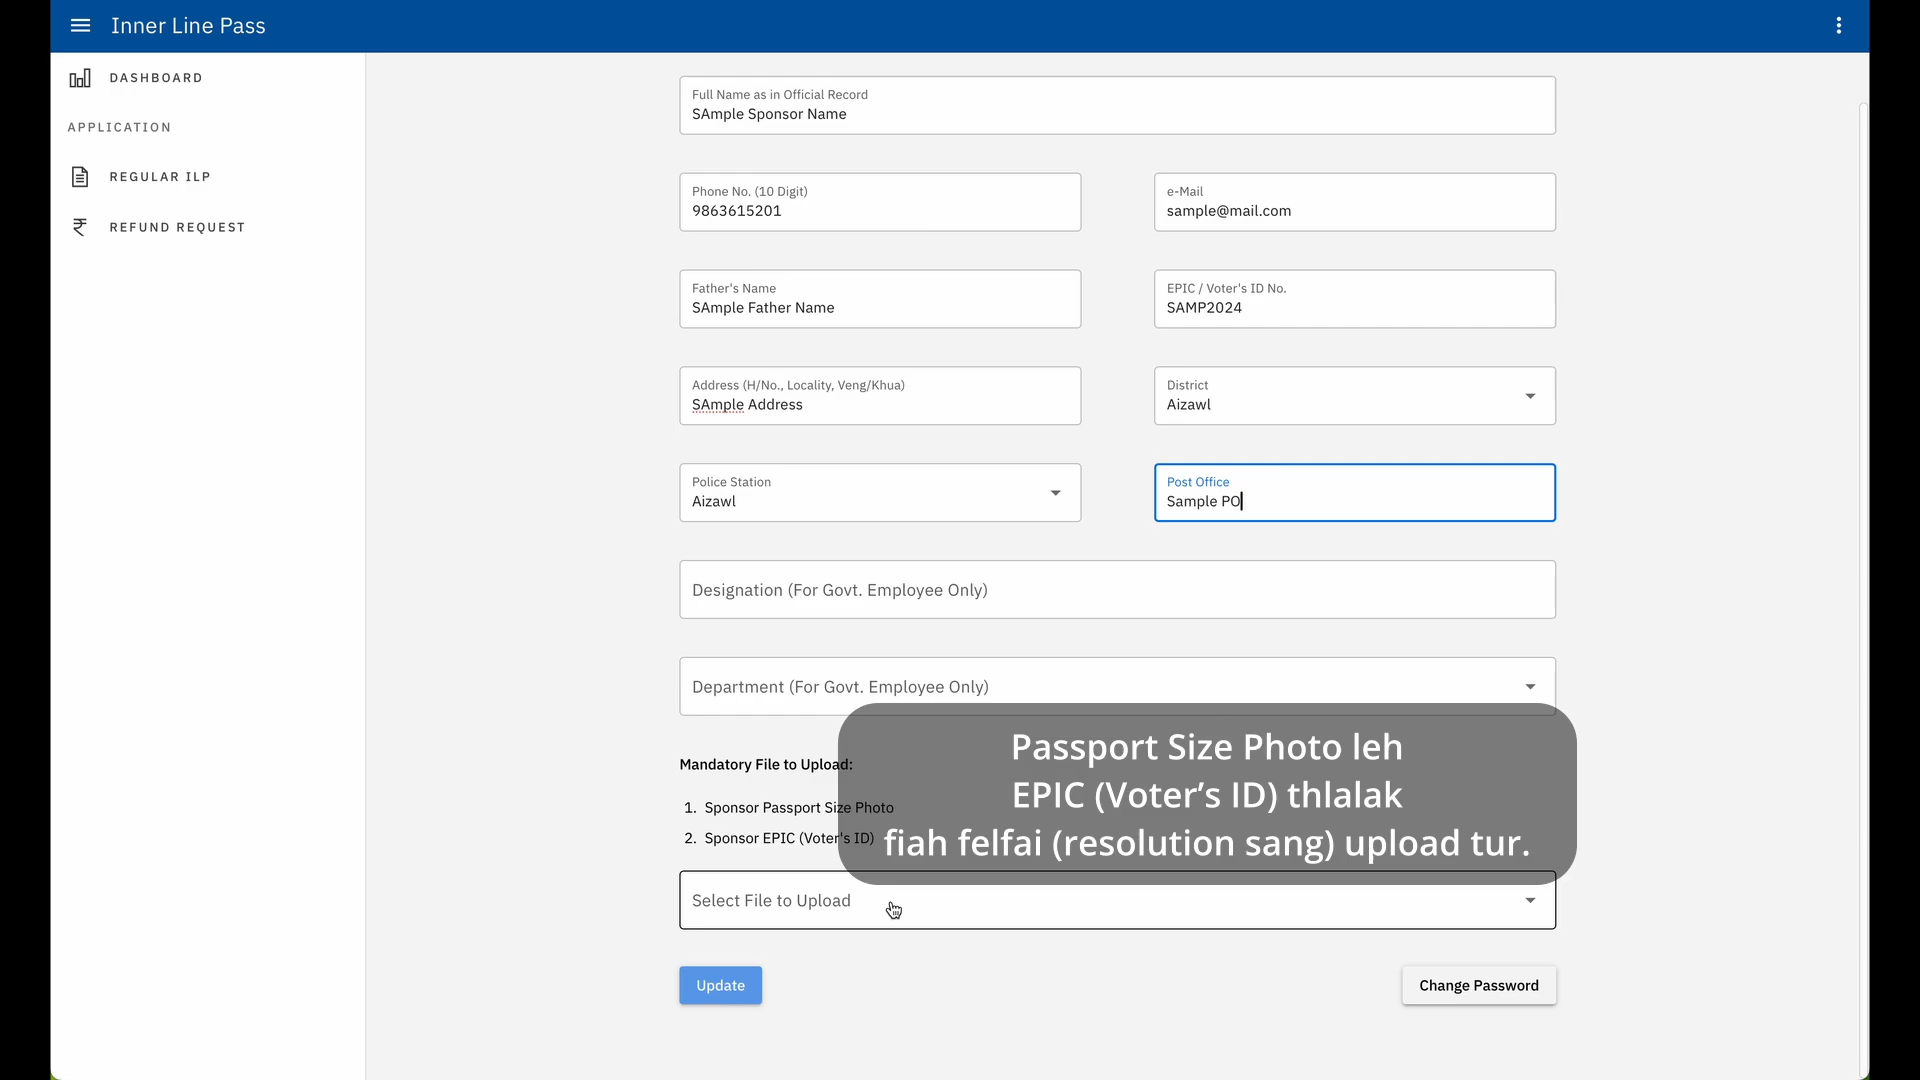 Inner Line Pass
DASHBOARD
APPLICATION
REGULAR ILP
REFUND REQUEST
Full Name as in Official Record
SAmple Sponsor Name
Phone No. (10 Digit)
9863615201
e-Mail
sample@mail.com
Father's Name
SAmple Father Name
EPIC / Voter's ID No.
SAMP2024
Address (H/No., Locality, Veng/Khua)
SAmple Address
District
Aizawl
Police Station
Aizawl
Post Office
Sample PO
Designation (For Govt. Employee Only)
Department (For Govt. Employee Only)
Mandatory File to Upload:
1. Sponsor Passport Size Photo
2. Sponsor EPIC (Voter's ID)
Passport Size Photo leh
EPIC (Voter’s ID) thlalak
fiah felfai (resolution sang) upload tur.
Select File to Upload
Update
Change Password